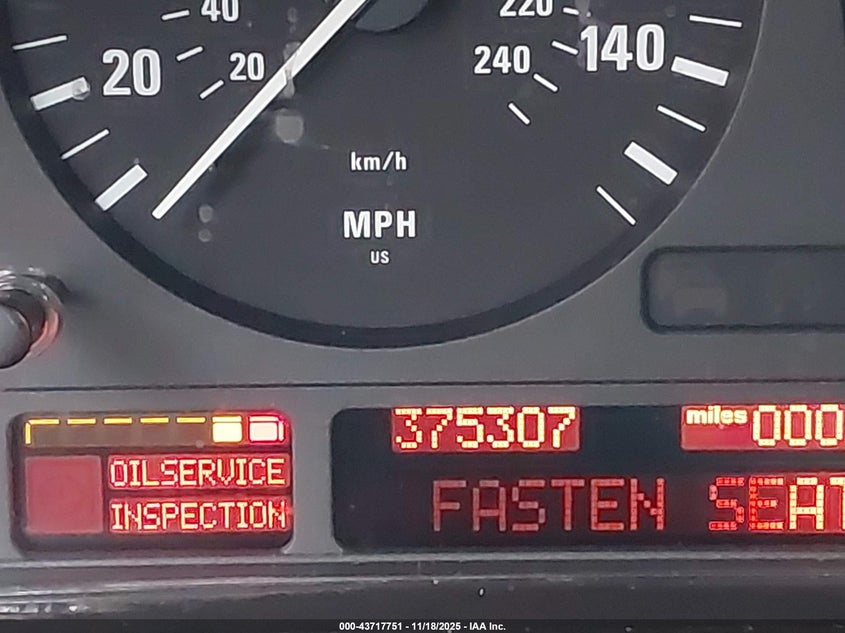 40 220
20 20 240 140
km/h
MPH
US
375307 miles 000
OILSERVICE
INSPECTION
FASTEN SEAT
000-43717751 - 11/18/2025 - IAA Inc.